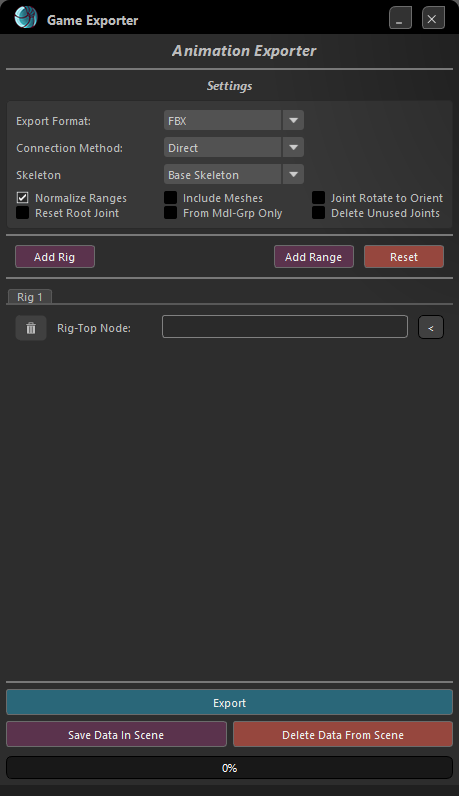 Game Exporter
Animation Exporter
Settings
Export Format: FBX
Connection Method: Direct
Skeleton Base Skeleton
Normalize Ranges Include Meshes Joint Rotate to Orient
Reset Root Joint From Mdl-Grp Only Delete Unused Joints
Add Rig Add Range Reset
Rig 1
Rig-Top Node: <
Export
Save Data In Scene Delete Data From Scene
0%